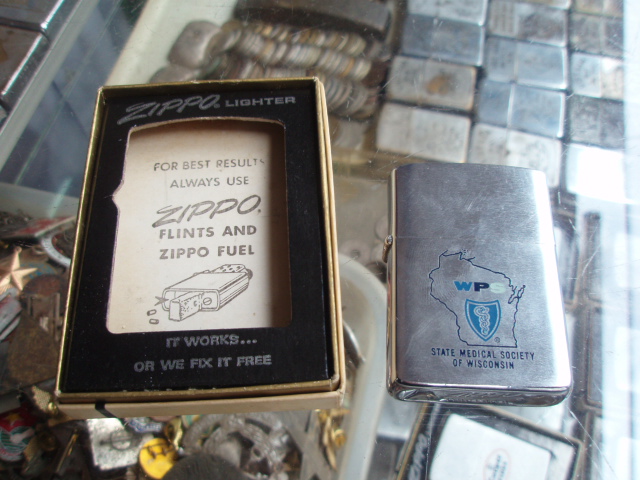 ZIPPO LIGHTER
FOR BEST RESULTS
ALWAYS USE
ZIPPO
FLINTS AND
ZIPPO FUEL
IT WORKS...
OR WE FIX IT FREE
WPS
STATE MEDICAL SOCIETY
OF WISCONSIN